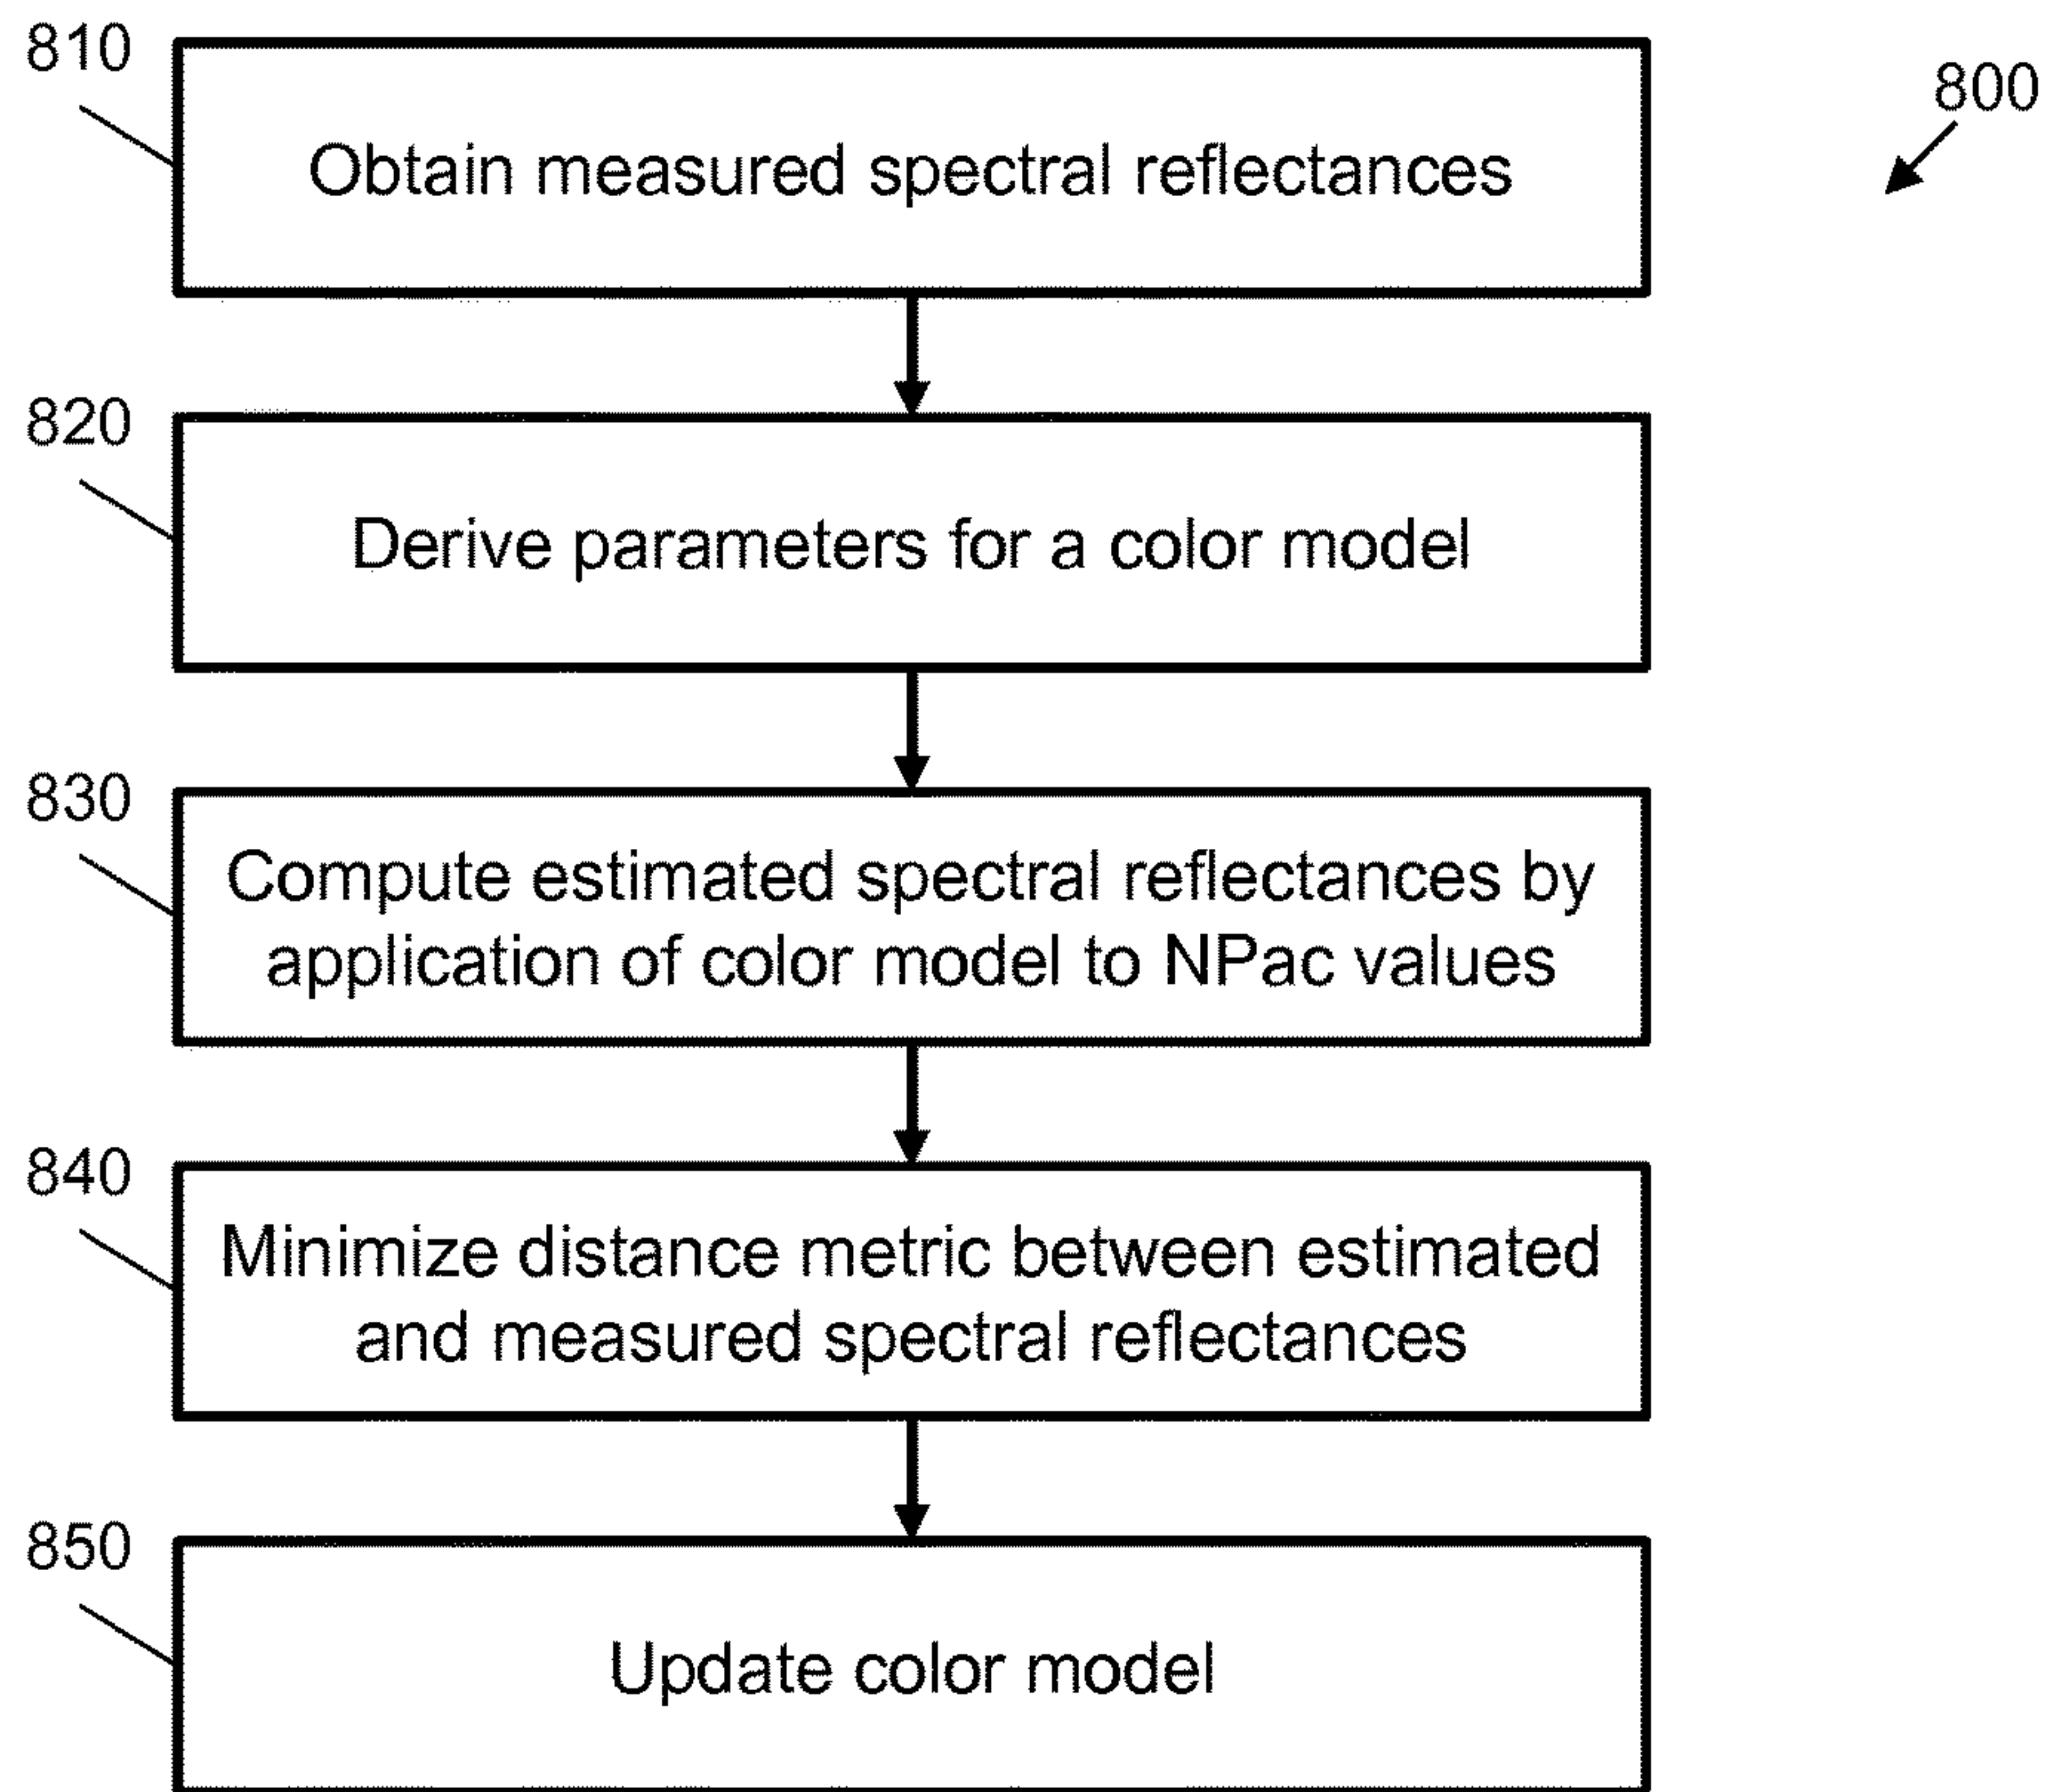 810
800
Obtain measured spectral reflectances
820
Derive parameters for a color model
830
Compute estimated spectral reflectances by
application of color model to NPac values
840
Minimize distance metric between estimated
and measured spectral reflectances
850
Update color model